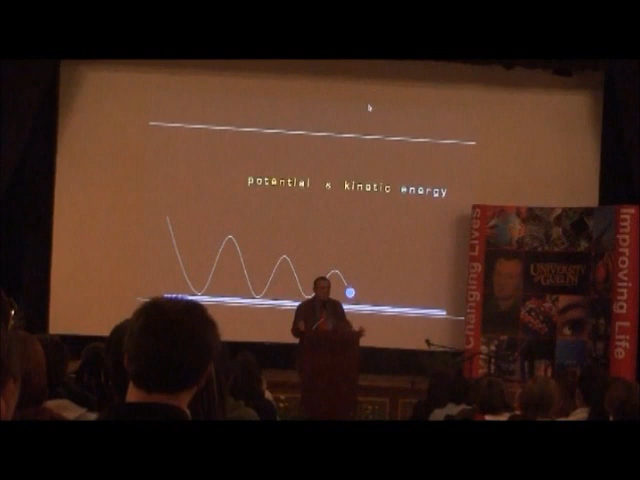 potential & kinetic energy
Changing Lives
UNIVERSITY
of GUELPH
Improving Life